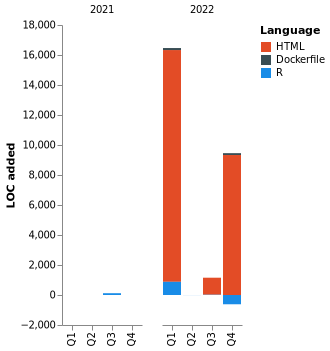 2021 2022
Language
HTML
Dockerfile
R
LOC added
18,000
16,000
14,000
12,000
10,000
8,000
6,000
4,000
2,000
0
−2,000
Q1 Q2 Q3 Q4 Q1 Q2 Q3 Q4